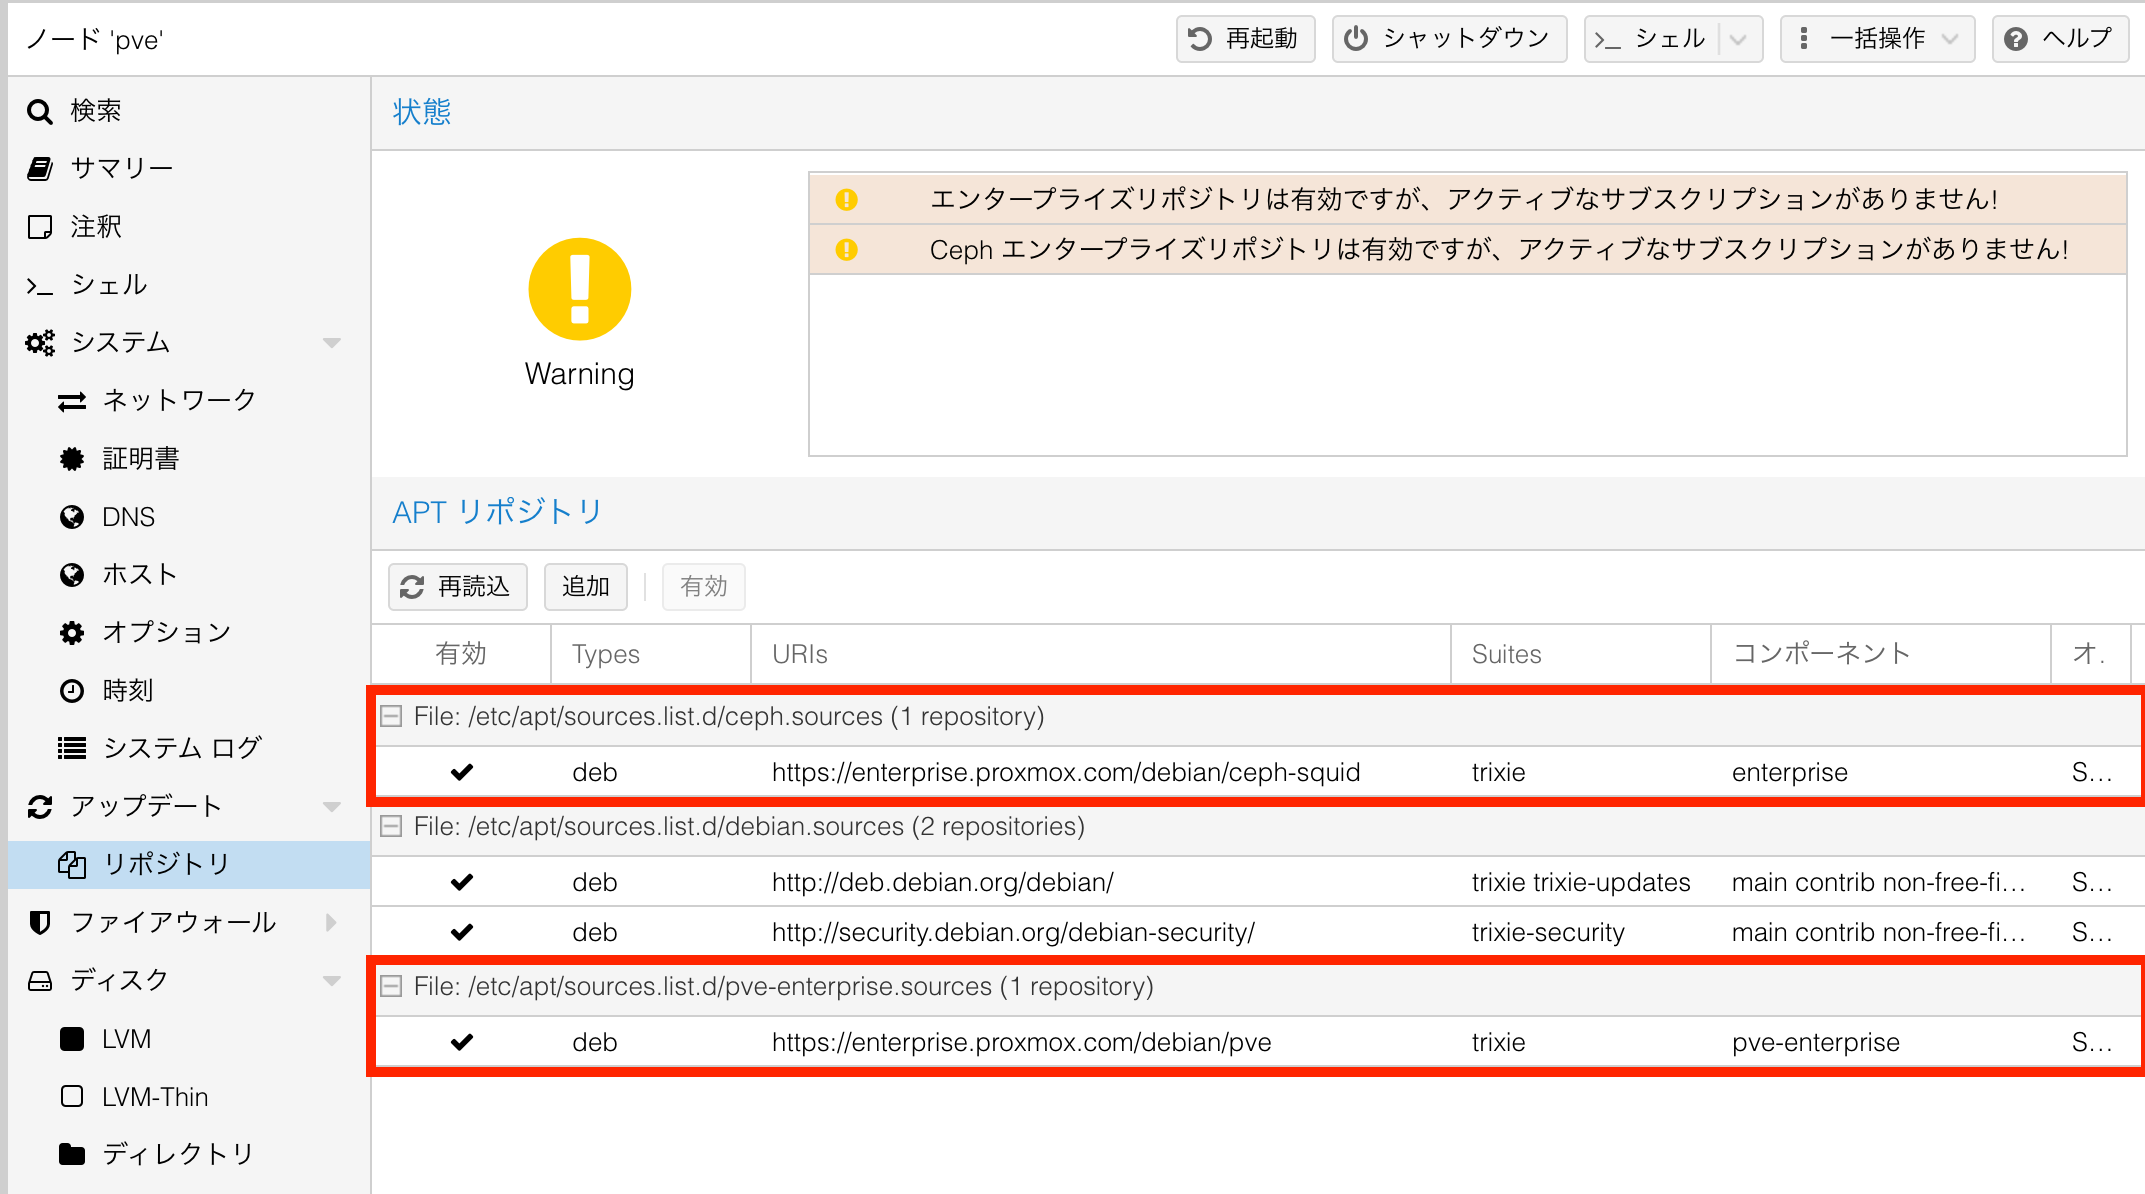 ノード 'pve'
再起動
シャットダウン
シェル
一括操作
ヘルプ
検索
サマリー
注釈
シェル
システム
ネットワーク
証明書
DNS
ホスト
オプション
時刻
システム ログ
アップデート
リポジトリ
ファイアウォール
ディスク
LVM
LVM-Thin
ディレクトリ
状態
Warning
エンタープライズリポジトリは有効ですが、アクティブなサブスクリプションがありません!
Ceph エンタープライズリポジトリは有効ですが、アクティブなサブスクリプションがありません!
APT リポジトリ
再読込 追加 有効
有効 Types URIs Suites コンポーネント オ.
File: /etc/apt/sources.list.d/ceph.sources (1 repository)
deb https://enterprise.proxmox.com/debian/ceph-squid trixie enterprise S...
File: /etc/apt/sources.list.d/debian.sources (2 repositories)
deb http://deb.debian.org/debian/ trixie trixie-updates main contrib non-free-fi... S...
deb http://security.debian.org/debian-security/ trixie-security main contrib non-free-fi... S...
File: /etc/apt/sources.list.d/pve-enterprise.sources (1 repository)
deb https://enterprise.proxmox.com/debian/pve trixie pve-enterprise S...